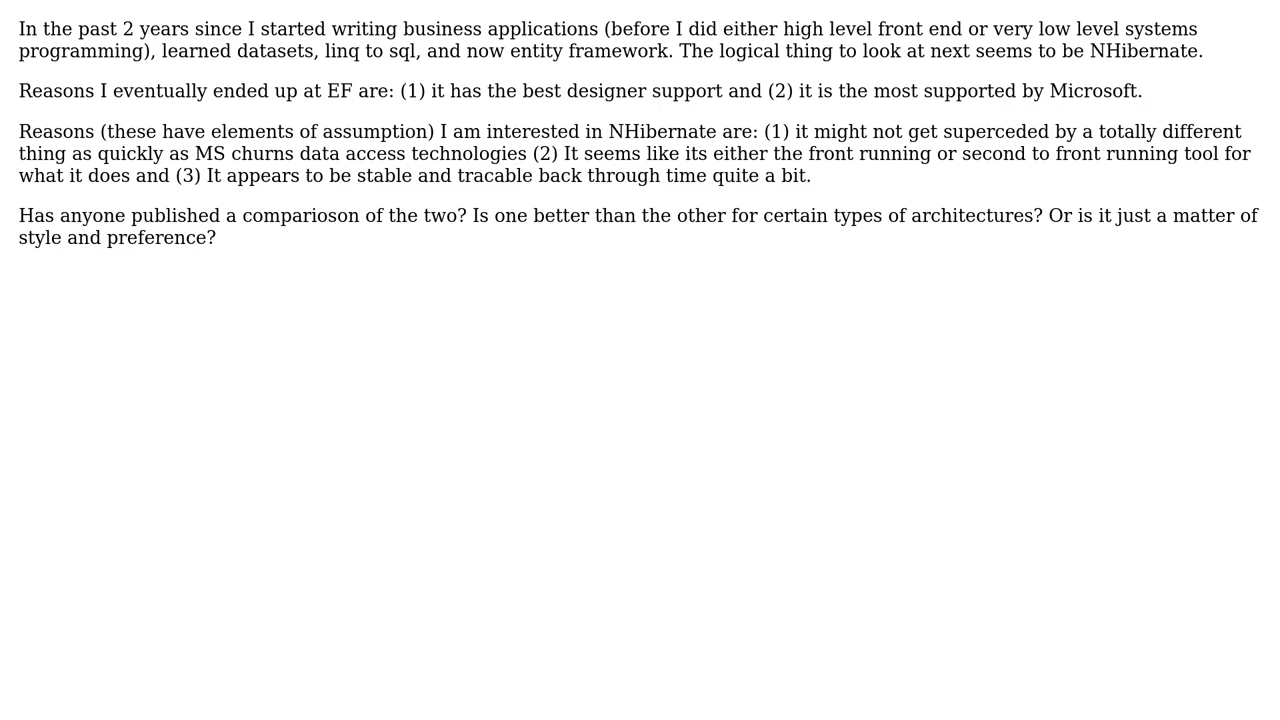 In the past 2 years since I started writing business applications (before I did either high level front end or very low level systems
programming), learned datasets, linq to sql, and now entity framework. The logical thing to look at next seems to be NHibernate.
Reasons I eventually ended up at EF are: (1) it has the best designer support and (2) it is the most supported by Microsoft.
Reasons (these have elements of assumption) I am interested in NHibernate are: (1) it might not get superceded by a totally different
thing as quickly as MS churns data access technologies (2) It seems like its either the front running or second to front running tool for
what it does and (3) It appears to be stable and tracable back through time quite a bit.
Has anyone published a comparioson of the two? Is one better than the other for certain types of architectures? Or is it just a matter of
style and preference?